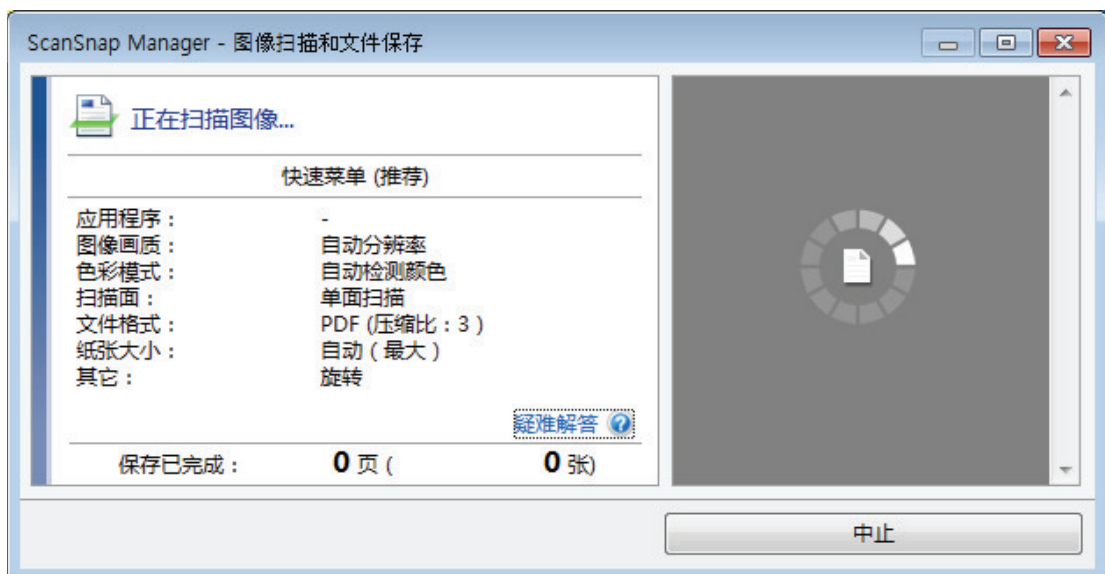 ScanSnap Manager - 图像扫描和文件保存
正在扫描图像...
快速菜单 (推荐)
应用程序： -
图像画质： 自动分辨率
色彩模式： 自动检测颜色
扫描面： 单面扫描
文件格式： PDF (压缩比：3 )
纸张大小： 自动 ( 最大 )
其它： 旋转
疑难解答
保存已完成： 0 页 ( 0 张)
中止